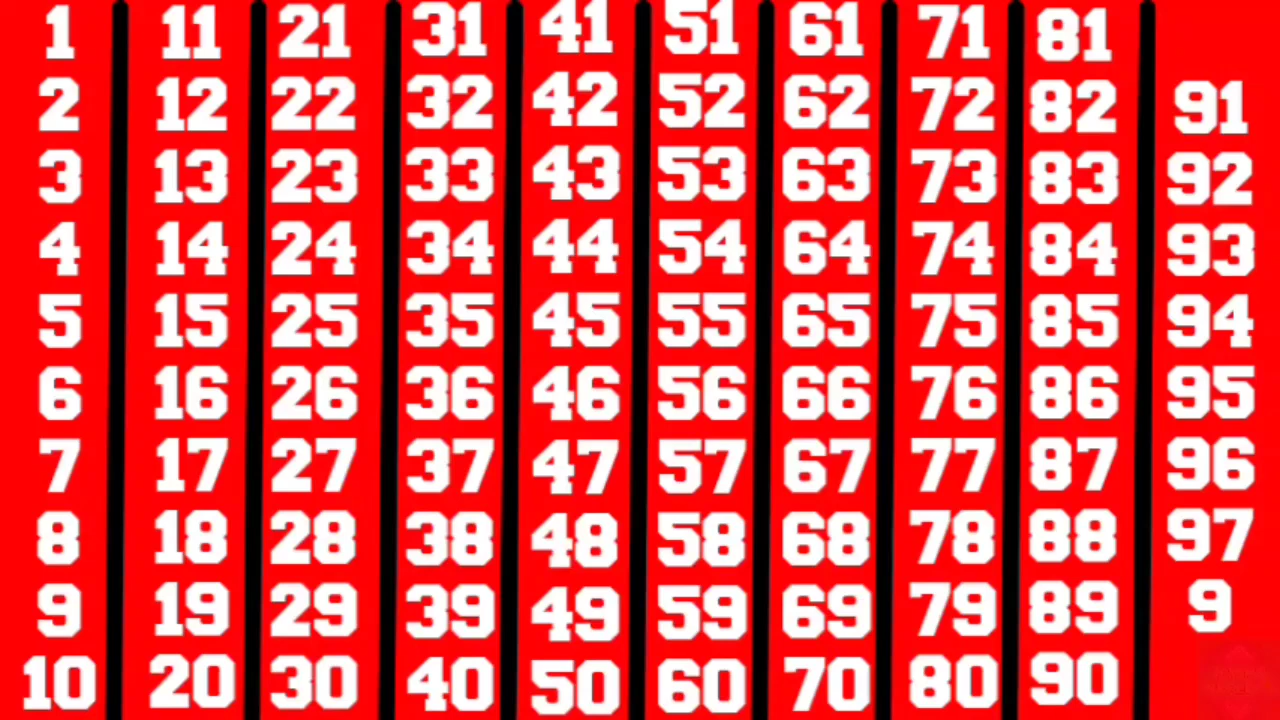 1 11 21 31 41 51 61 71 81
2 12 22 32 42 52 62 72 82 91
3 13 23 33 43 53 63 73 83 92
4 14 24 34 44 54 64 74 84 93
5 15 25 35 45 55 65 75 85 94
6 16 26 36 46 56 66 76 86 95
7 17 27 37 47 57 67 77 87 96
8 18 28 38 48 58 68 78 88 97
9 19 29 39 49 59 69 79 89 9
10 20 30 40 50 60 70 80 90